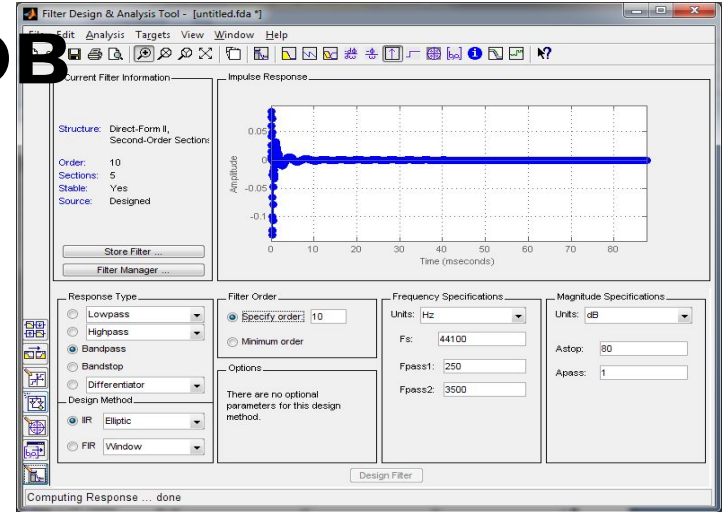 Filter Design & Analysis Tool - [untitled.fda *]
Edit Analysis Targets View Window Help
B
Current Filter Information
Structure: Direct-Form II,
Second-Order Sections
Order: 10
Sections: 5
Stable: Yes
Source: Designed
Store Filter ...
Filter Manager ...
Impulse Response
Amplitude
0.05
0
-0.05
-0.1
0 10 20 30 40 50 60 70 80
Time (mseconds)
Response Type
Lowpass
Highpass
Bandpass
Bandstop
Differentiator
Design Method
IIR Elliptic
FIR Window
Filter Order
Specify order: 10
Minimum order
Options
There are no optional
parameters for this design
method.
Frequency Specifications
Units: Hz
Fs: 44100
Fpass1: 250
Fpass2: 3500
Magnitude Specifications
Units: dB
Astop: 80
Apass: 1
Design Filter
Computing Response ... done